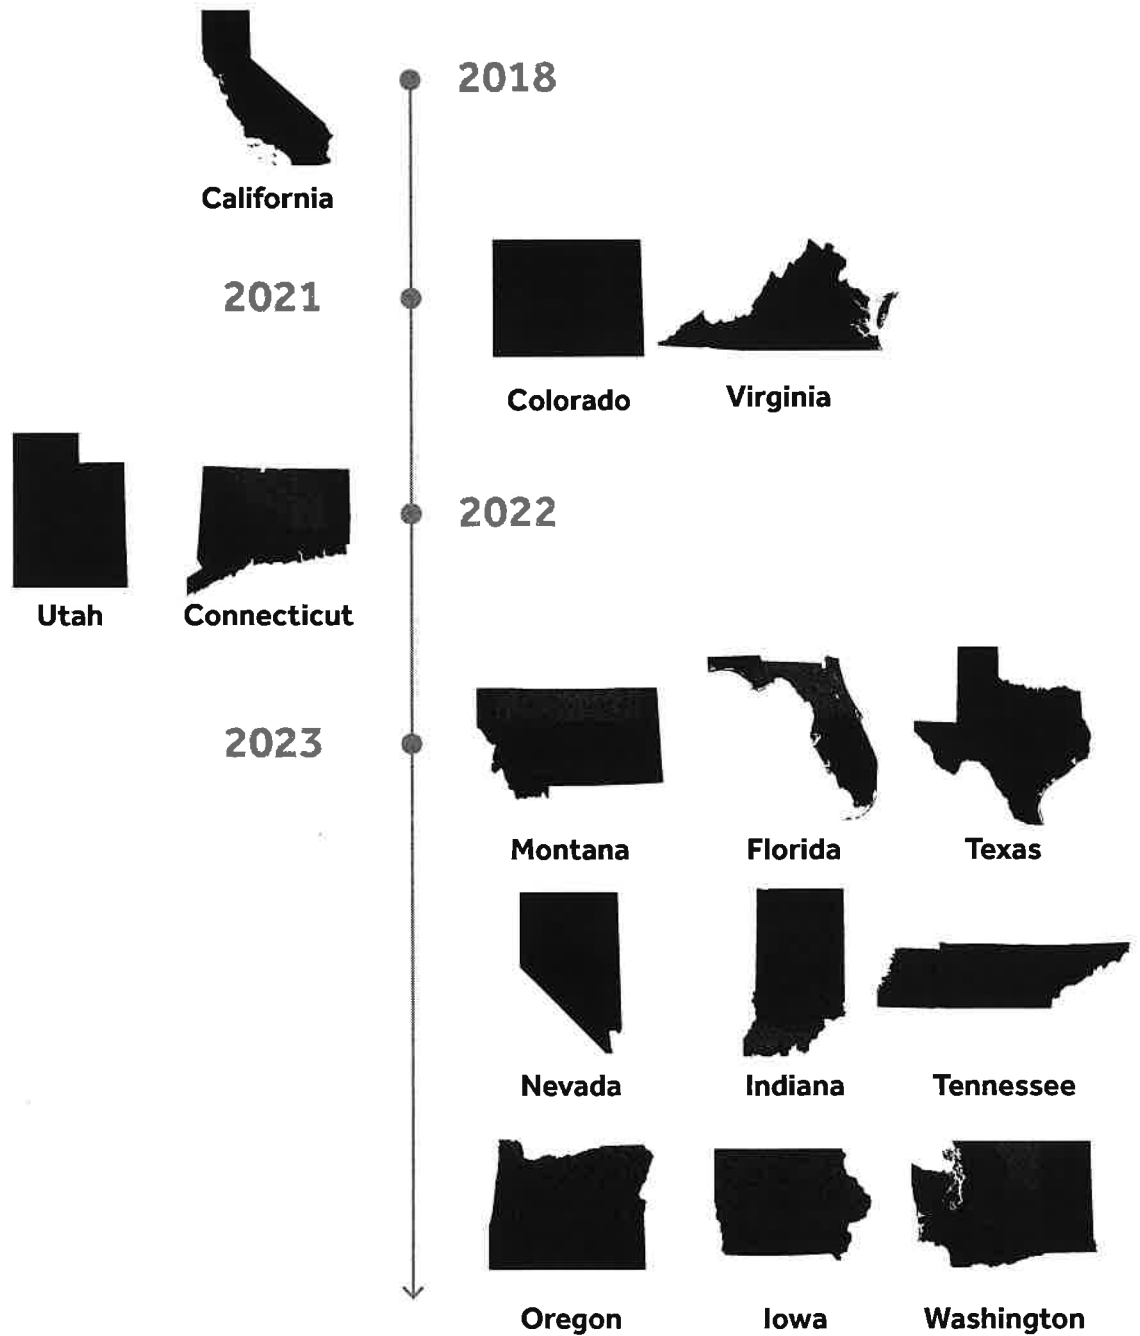 2018
California
2021
Colorado Virginia
2022
Utah Connecticut
2023
Montana Florida Texas
Nevada Indiana Tennessee
Oregon Iowa Washington